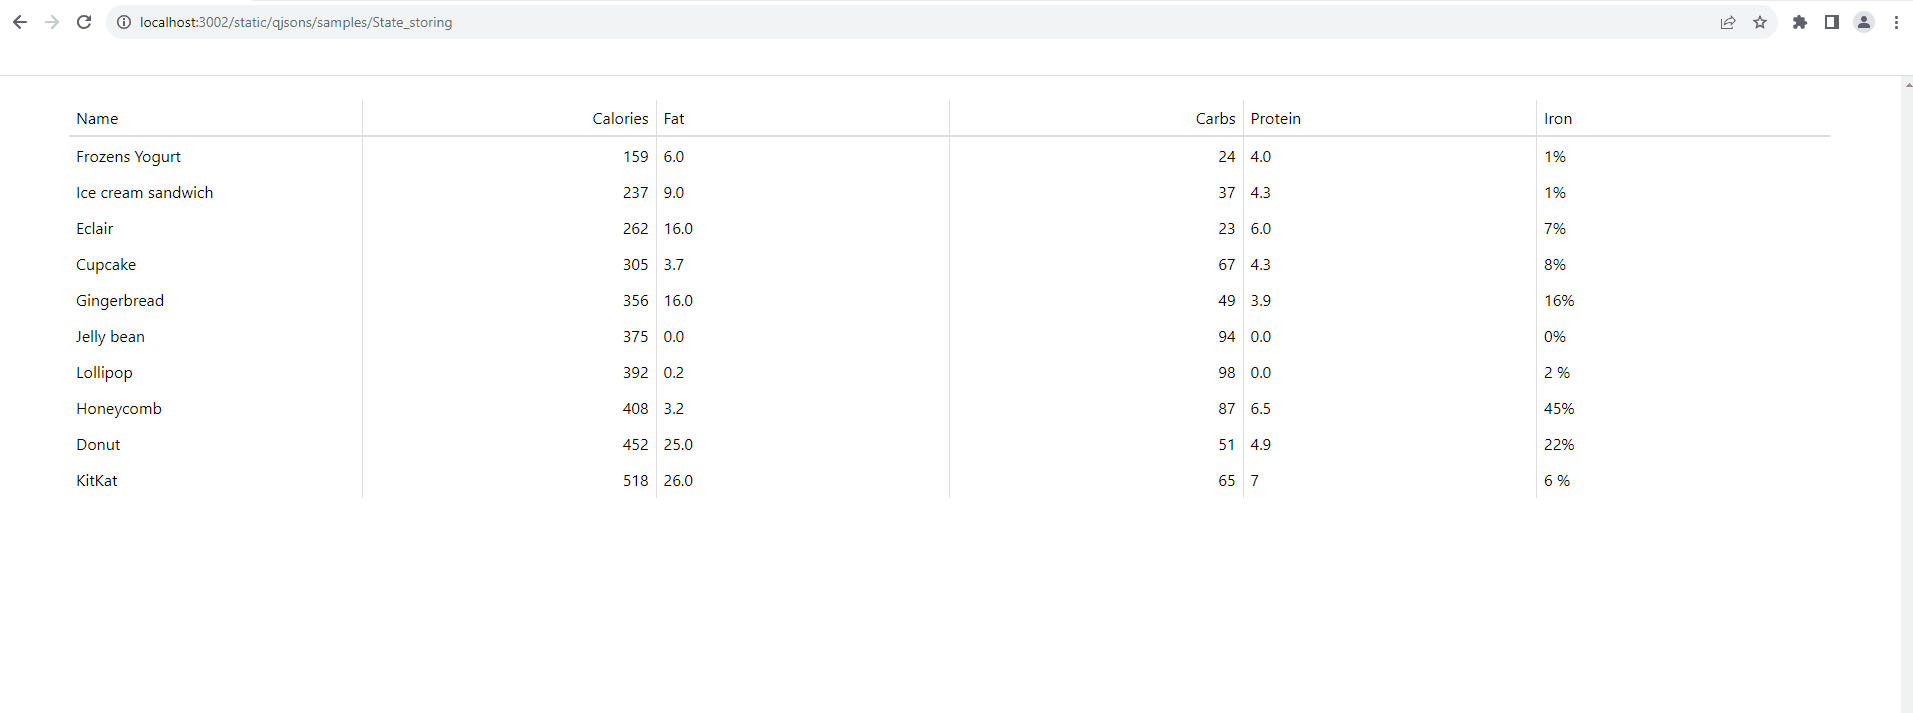 localhost:3002/static/qjsons/samples/State_storing
Name Calories Fat Carbs Protein Iron
Frozens Yogurt 159 6.0 24 4.0 1%
Ice cream sandwich 237 9.0 37 4.3 1%
Eclair 262 16.0 23 6.0 7%
Cupcake 305 3.7 67 4.3 8%
Gingerbread 356 16.0 49 3.9 16%
Jelly bean 375 0.0 94 0.0 0%
Lollipop 392 0.2 98 0.0 2 %
Honeycomb 408 3.2 87 6.5 45%
Donut 452 25.0 51 4.9 22%
KitKat 518 26.0 65 7 6 %